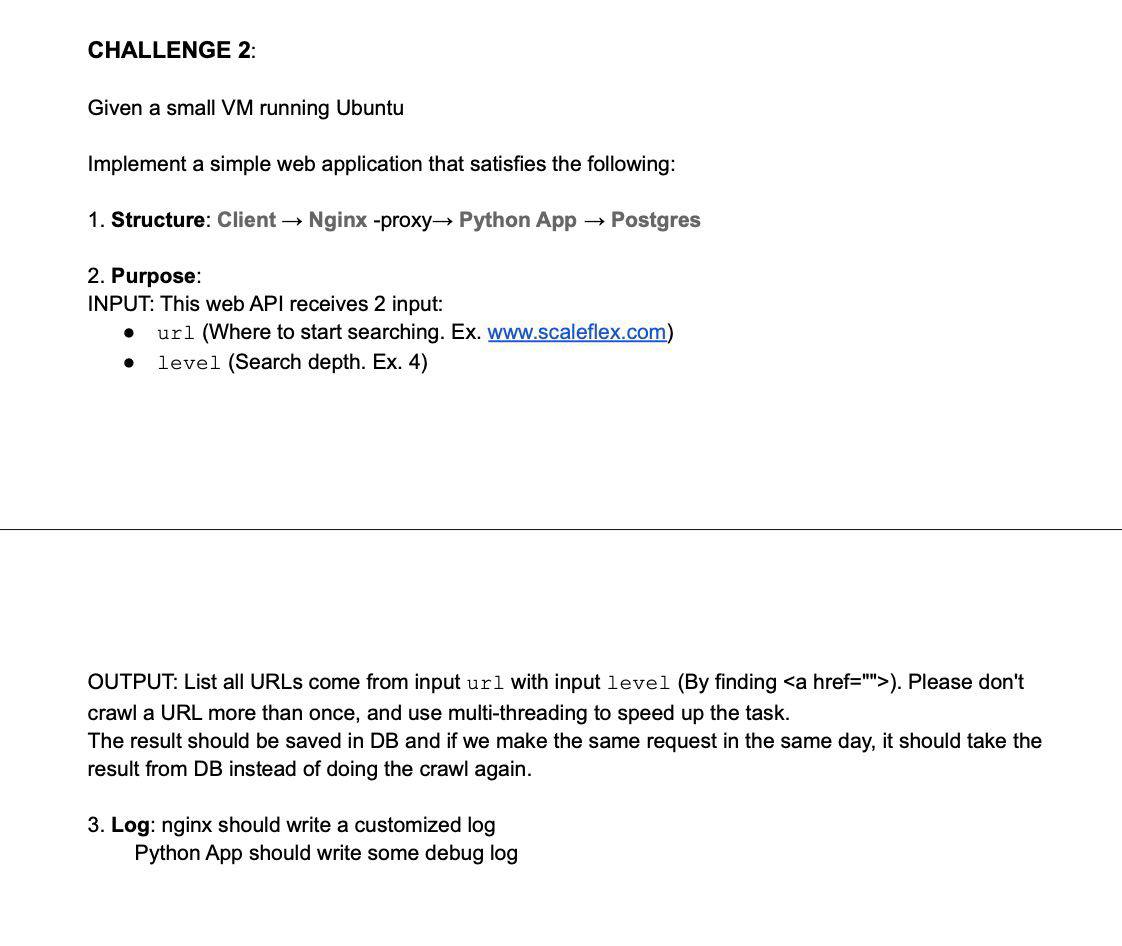 CHALLENGE 2:
Given a small VM running Ubuntu
Implement a simple web application that satisfies the following:
1. Structure: Client → Nginx -proxy→ Python App → Postgres
2. Purpose:
INPUT: This web API receives 2 input:
● url (Where to start searching. Ex. www.scaleflex.com)
● level (Search depth. Ex. 4)
OUTPUT: List all URLs come from input url with input level (By finding <a href="">). Please don't
crawl a URL more than once, and use multi-threading to speed up the task.
The result should be saved in DB and if we make the same request in the same day, it should take the
result from DB instead of doing the crawl again.
3. Log: nginx should write a customized log
Python App should write some debug log